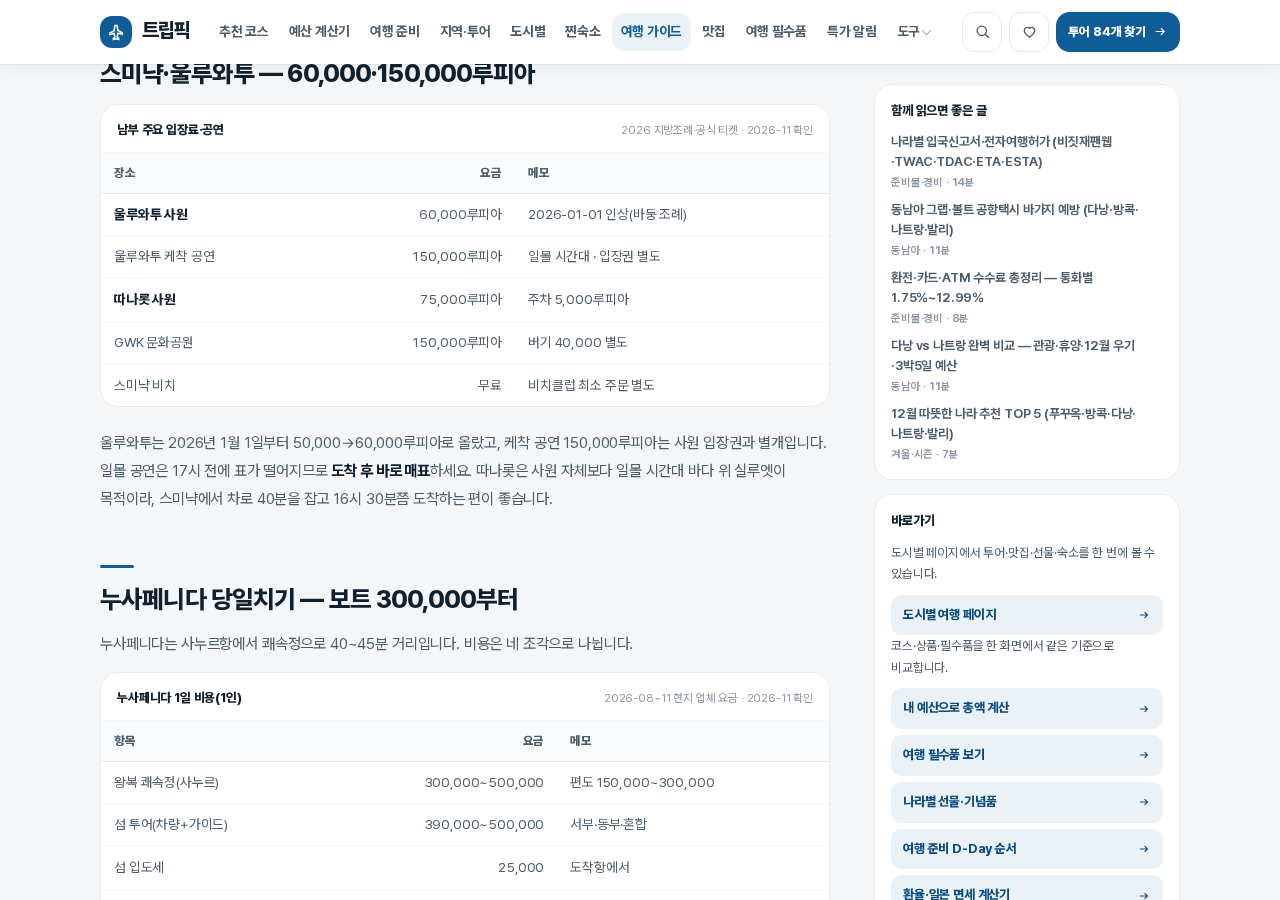 트립픽
추천 코스
예산 계산기
여행 준비
지역·투어
도시별
찐숙소
여행 가이드
맛집
여행 필수품
특가 알림
도구
투어 84개 찾기 →
스미냑·울루와투 — 60,000·150,000루피아
남부 주요 입장료·공연
2026 지방조례·공식 티켓 · 2026-11 확인
장소 요금 메모
울루와투 사원 60,000루피아 2026-01-01 인상(바둥 조례)
울루와투 케착 공연 150,000루피아 일몰 시간대 · 입장권 별도
따나롯 사원 75,000루피아 주차 5,000루피아
GWK 문화공원 150,000루피아 버기 40,000 별도
스미냑 비치 무료 비치클럽 최소 주문 별도
울루와투는 2026년 1월 1일부터 50,000→60,000루피아로 올랐고, 케착 공연 150,000루피아는 사원 입장권과 별개입니다.
일몰 공연은 17시 전에 표가 떨어지므로 도착 후 바로 매표하세요. 따나롯은 사원 자체보다 일몰 시간대 바다 위 실루엣이
목적이라, 스미냑에서 차로 40분을 잡고 16시 30분쯤 도착하는 편이 좋습니다.
누사페니다 당일치기 — 보트 300,000부터
누사페니다는 사누르항에서 쾌속정으로 40~45분 거리입니다. 비용은 네 조각으로 나뉩니다.
누사페니다 1일 비용(1인)
2026-08~11 현지 업체 요금 · 2026-11 확인
항목 요금 메모
왕복 쾌속정(사누르) 300,000~500,000 편도 150,000~300,000
섬 투어(차량+가이드) 390,000~500,000 서부·동부·혼합
섬 입도세 25,000 도착항에서
함께 읽으면 좋은 글
나라별 입국신고서·전자여행허가 (비짓재팬웹
·TWAC·TDAC·ETA·ESTA)
준비물·경비 · 14분
동남아 그랩·볼트 공항택시 바가지 예방 (다낭·방콕·
나트랑·발리)
동남아 · 11분
환전·카드·ATM 수수료 총정리 — 통화별
1.75%~12.99%
준비물·경비 · 8분
다낭 vs 나트랑 완벽 비교 — 관광·휴양·12월 우기
·3박5일 예산
동남아 · 11분
12월 따뜻한 나라 추천 TOP 5 (푸꾸옥·방콕·다낭·
나트랑·발리)
겨울·시즌 · 7분
바로가기
도시별 페이지에서 투어·맛집·선물·숙소를 한 번에 볼 수
있습니다.
도시별 여행 페이지 →
코스·상품·필수품을 한 화면에서 같은 기준으로
비교합니다.
내 예산으로 총액 계산 →
여행 필수품 보기 →
나라별 선물·기념품 →
여행 준비 D-Day 순서 →
환율·일본 면세 계산기 →